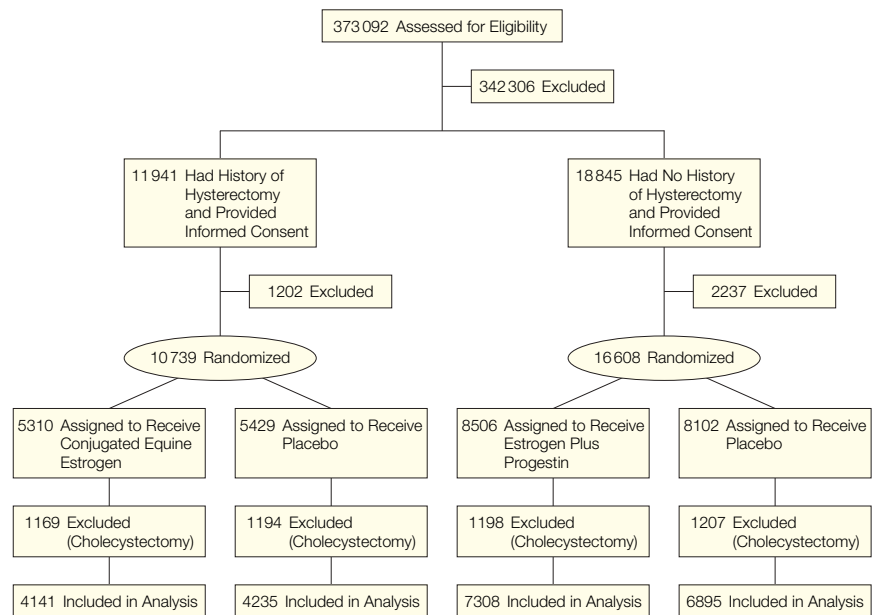 373 092 Assessed for Eligibility
342 306 Excluded
11 941 Had History of
Hysterectomy
and Provided
Informed Consent
18 845 Had No History
of Hysterectomy
and Provided
Informed Consent
1202 Excluded
2237 Excluded
10 739 Randomized
16 608 Randomized
5310 Assigned to Receive
Conjugated Equine
Estrogen
5429 Assigned to Receive
Placebo
8506 Assigned to Receive
Estrogen Plus
Progestin
8102 Assigned to Receive
Placebo
1169 Excluded
(Cholecystectomy)
1194 Excluded
(Cholecystectomy)
1198 Excluded
(Cholecystectomy)
1207 Excluded
(Cholecystectomy)
4141 Included in Analysis
4235 Included in Analysis
7308 Included in Analysis
6895 Included in Analysis